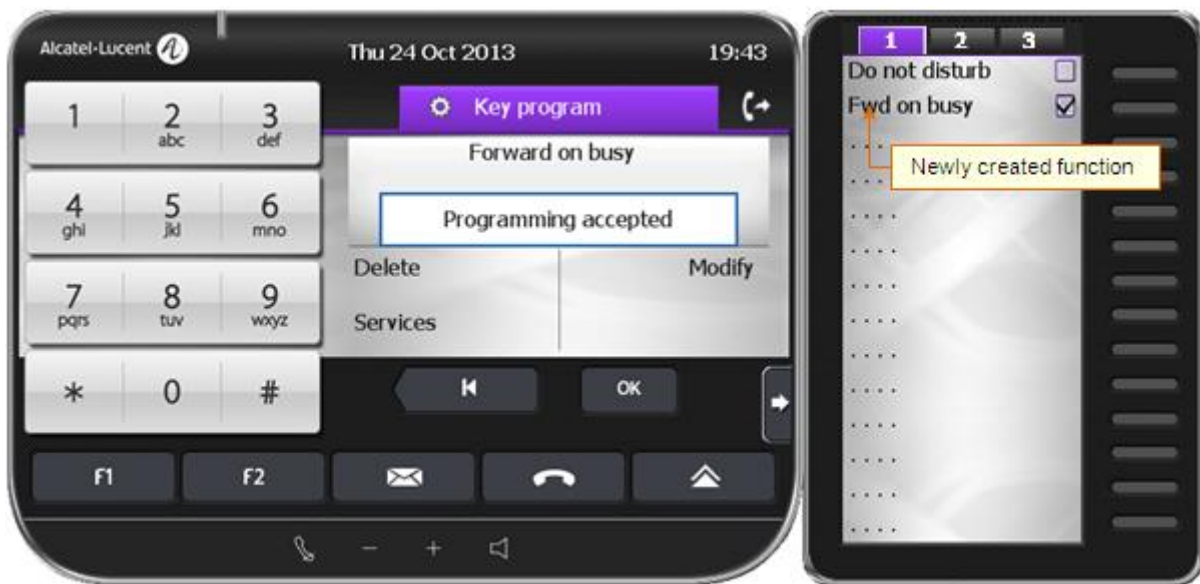 Alcatel-Lucent
Thu 24 Oct 2013
19:43
Key program
1
2
abc
3
def
4
ghi
5
jkl
6
mno
7
pqrs
8
tuv
9
wxyz
*
0
#
Forward on busy
Programming accepted
Delete
Modify
Services
OK
F1
F2
-
+
1
2
3
Do not disturb
Fwd on busy
. . . .
Newly created function
. . . .
. . . .
. . . .
. . . .
. . . .
. . . .
. . . .
. . . .
. . . .
. . . .
. . . .